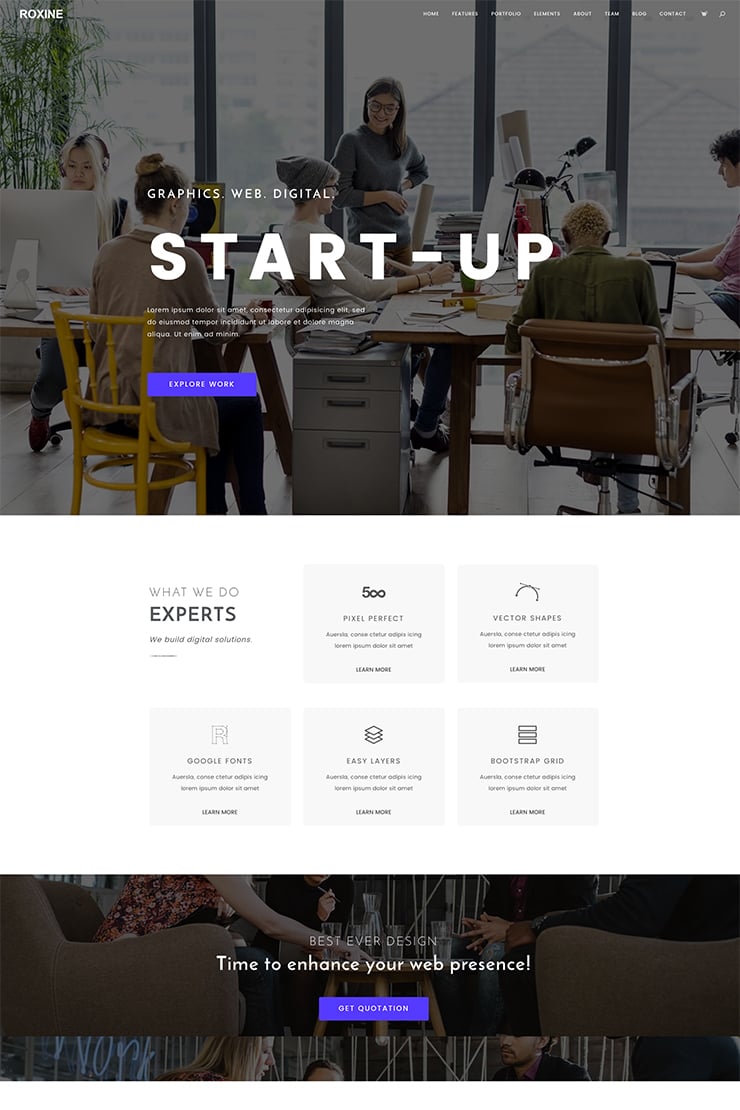 ROXINE
HOME FEATURES PORTFOLIO ELEMENTS ABOUT TEAM BLOG CONTACT
GRAPHICS. WEB. DIGITAL.
START-UP
Lorem ipsum dolor sit amet, consectetur adipisicing elit, sed
do eiusmod tempor incididunt ut labore et dolore magna
aliqua. Ut enim ad minim.
EXPLORE WORK
WHAT WE DO
EXPERTS
We build digital solutions.
500
PIXEL PERFECT
Auersla, conse ctetur adipis icing
lorem ipsum dolor sit amet
LEARN MORE
VECTOR SHAPES
Auersla, conse ctetur adipis icing
lorem ipsum dolor sit amet
LEARN MORE
R
GOOGLE FONTS
Auersla, conse ctetur adipis icing
lorem ipsum dolor sit amet
LEARN MORE
EASY LAYERS
Auersla, conse ctetur adipis icing
lorem ipsum dolor sit amet
LEARN MORE
BOOTSTRAP GRID
Auersla, conse ctetur adipis icing
lorem ipsum dolor sit amet
LEARN MORE
BEST EVER DESIGN
Time to enhance your web presence!
GET QUOTATION
Work